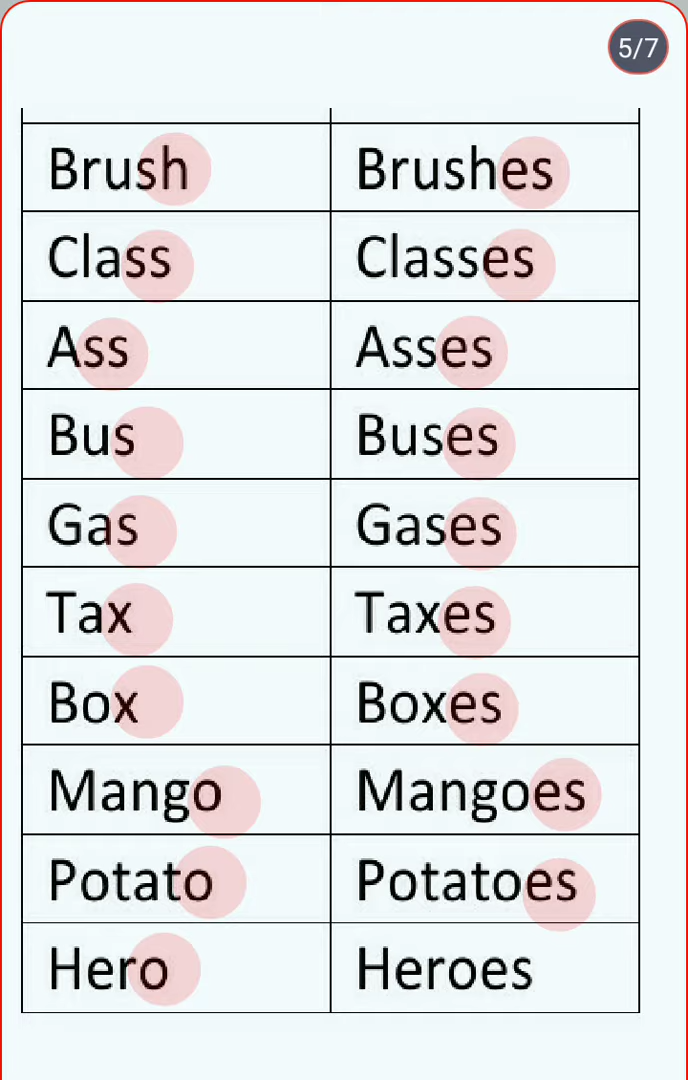 5/7
Brush Brushes
Class Classes
Ass Asses
Bus Buses
Gas Gases
Tax Taxes
Box Boxes
Mango Mangoes
Potato Potatoes
Hero Heroes